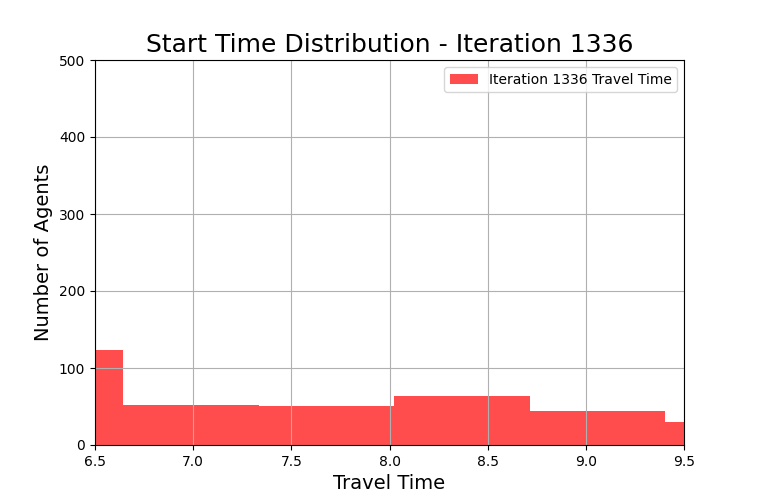 Start Time Distribution - Iteration 1336
Iteration 1336 Travel Time
Number of Agents
500
400
300
200
100
0
6.5 7.0 7.5 8.0 8.5 9.0 9.5
Travel Time